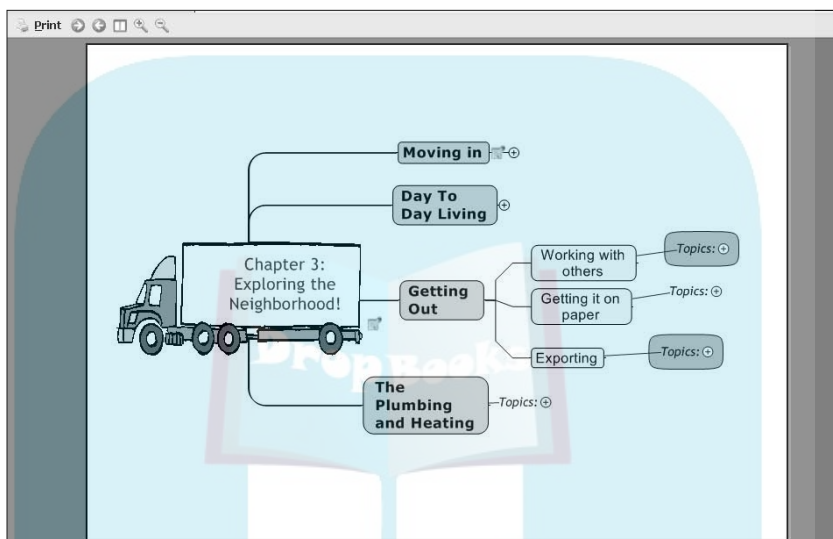 Print
Moving in
Day To
Day Living
Chapter 3:
Exploring the
Neighborhood!
Getting
Out
Working with
others
Topics:
Getting it on
paper
Topics:
Exporting
Topics:
DropBooks
The
Plumbing
and Heating
Topics: